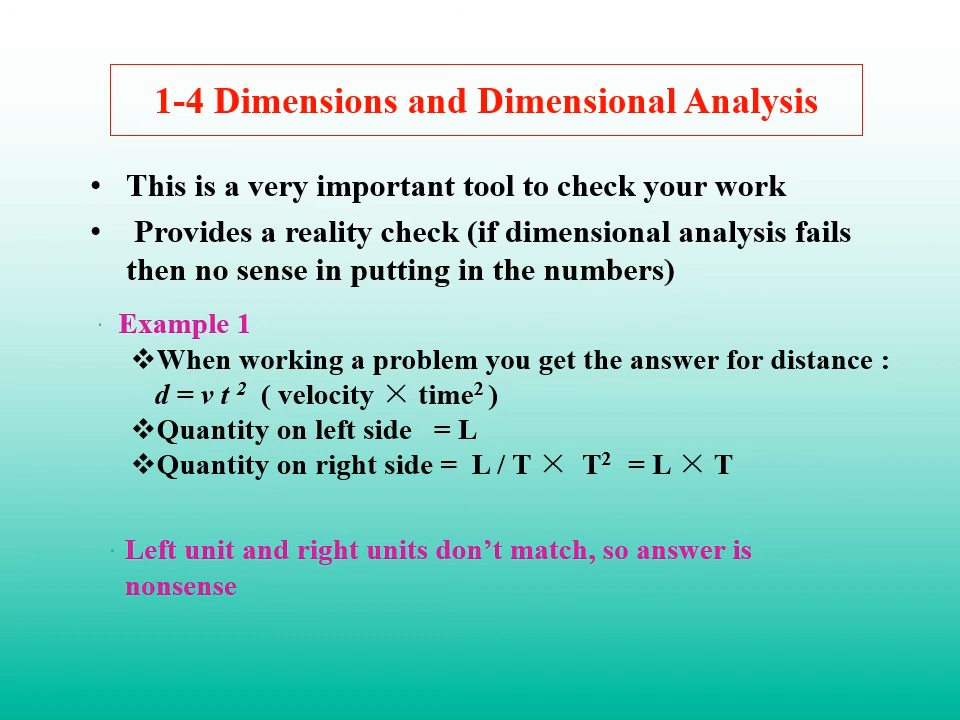 1-4 Dimensions and Dimensional Analysis
• This is a very important tool to check your work
• Provides a reality check (if dimensional analysis fails
then no sense in putting in the numbers)
· Example 1
❖When working a problem you get the answer for distance :
d = v t ² ( velocity × time² )
❖Quantity on left side = L
❖Quantity on right side = L / T × T² = L × T
· Left unit and right units don’t match, so answer is
nonsense